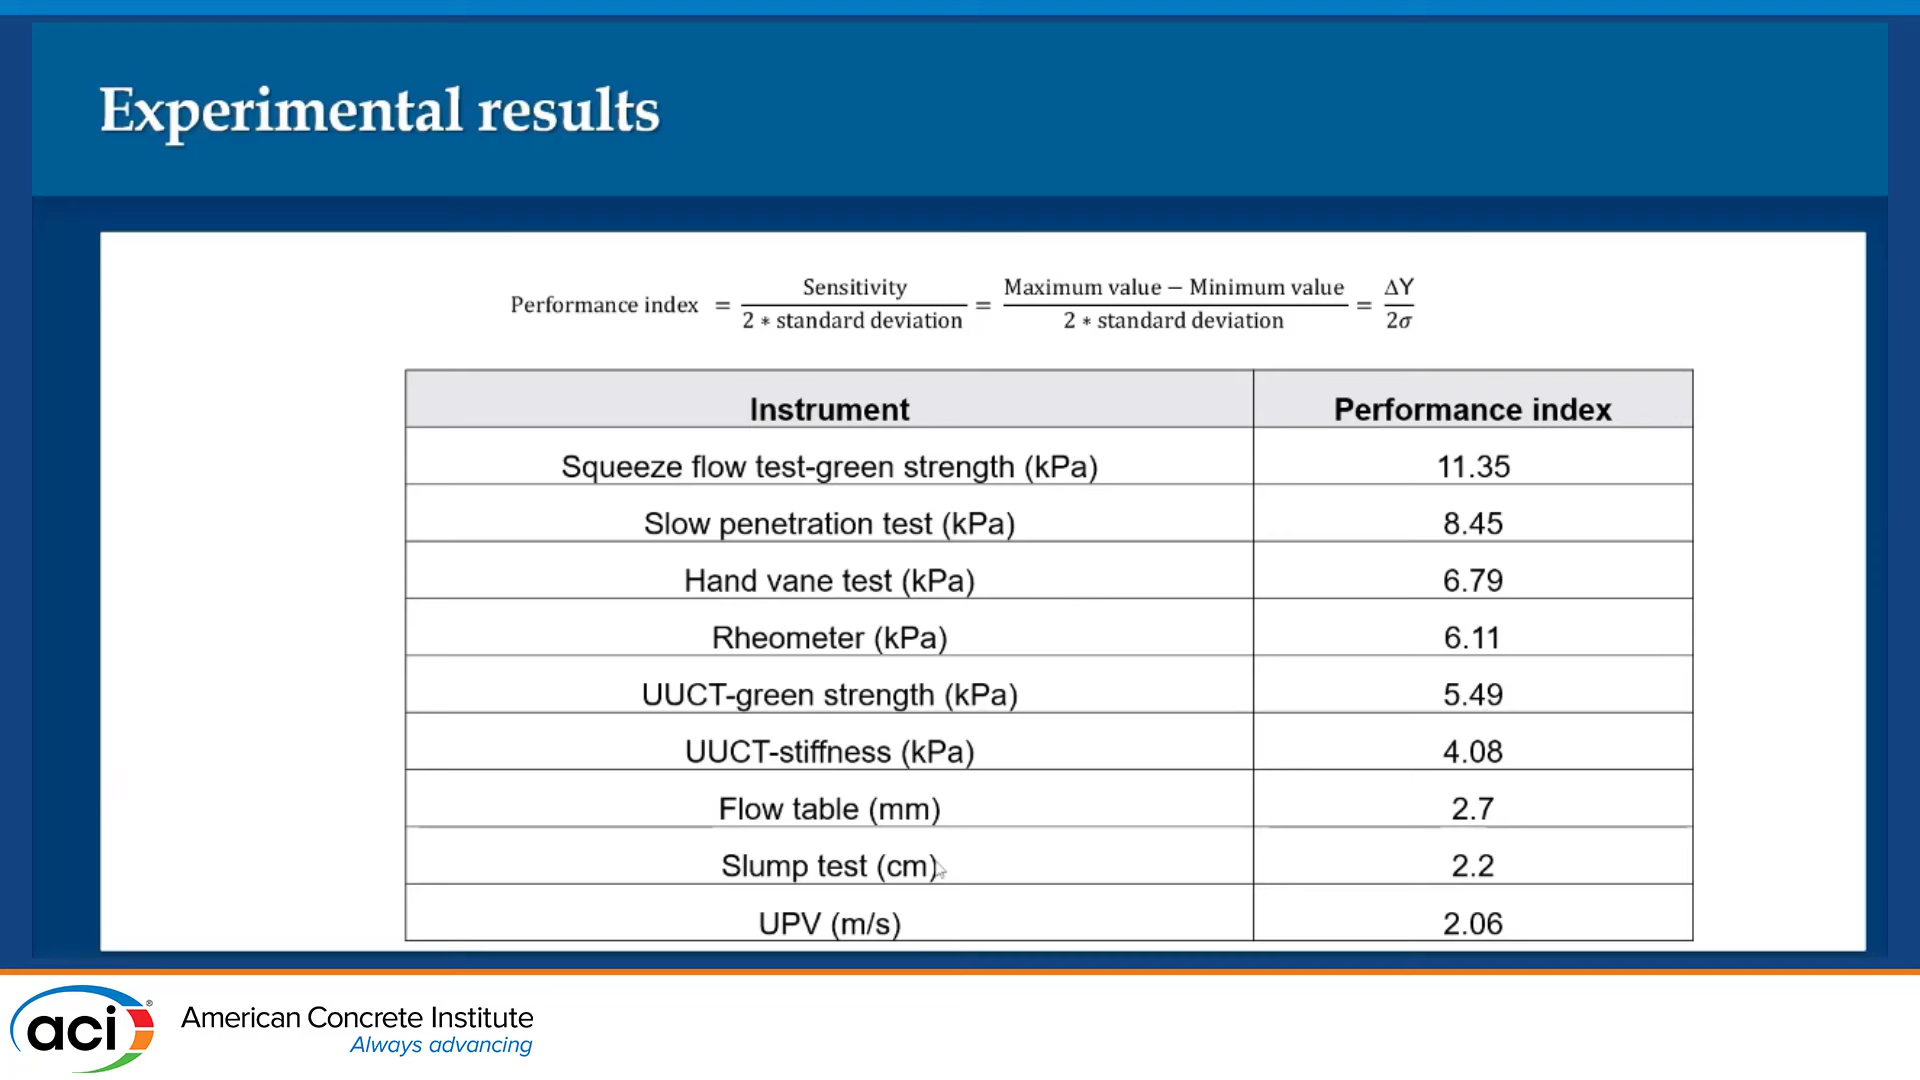 Experimental results
Performance index = Sensitivity / 2 * standard deviation = Maximum value − Minimum value / 2 * standard deviation = ΔY / 2σ
Instrument Performance index
Squeeze flow test-green strength (kPa) 11.35
Slow penetration test (kPa) 8.45
Hand vane test (kPa) 6.79
Rheometer (kPa) 6.11
UUCT-green strength (kPa) 5.49
UUCT-stiffness (kPa) 4.08
Flow table (mm) 2.7
Slump test (cm) 2.2
UPV (m/s) 2.06
aci®
American Concrete Institute
Always advancing